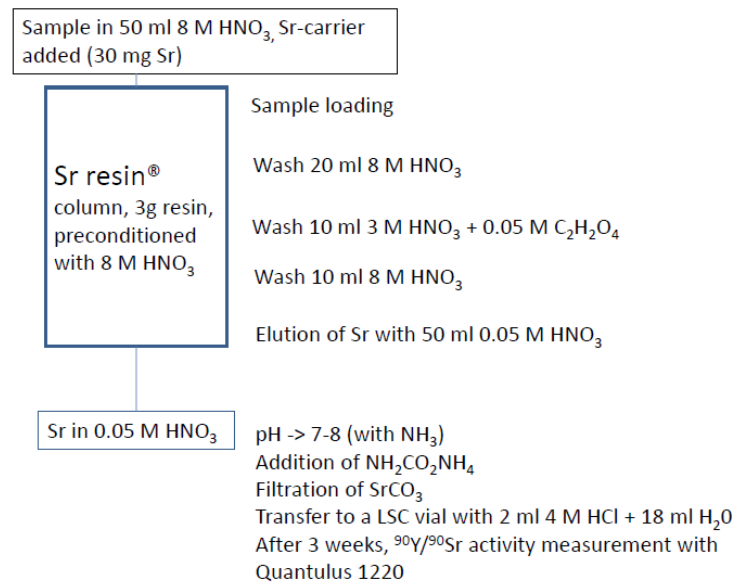 Sample in 50 ml 8 M HNO₃, Sr-carrier
added (30 mg Sr)
Sr resin®
column, 3g resin,
preconditioned
with 8 M HNO₃
Sample loading
Wash 20 ml 8 M HNO₃
Wash 10 ml 3 M HNO₃ + 0.05 M C₂H₂O₄
Wash 10 ml 8 M HNO₃
Elution of Sr with 50 ml 0.05 M HNO₃
Sr in 0.05 M HNO₃
pH -> 7-8 (with NH₃)
Addition of NH₂CO₂NH₄
Filtration of SrCO₃
Transfer to a LSC vial with 2 ml 4 M HCl + 18 ml H₂0
After 3 weeks, ⁹⁰Y/⁹⁰Sr activity measurement with
Quantulus 1220